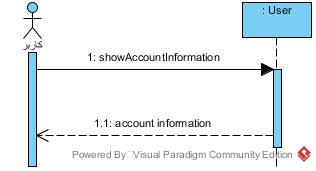 : User
کاربر
1: showAccountInformation
1.1: account information
Powered By Visual Paradigm Community Edition